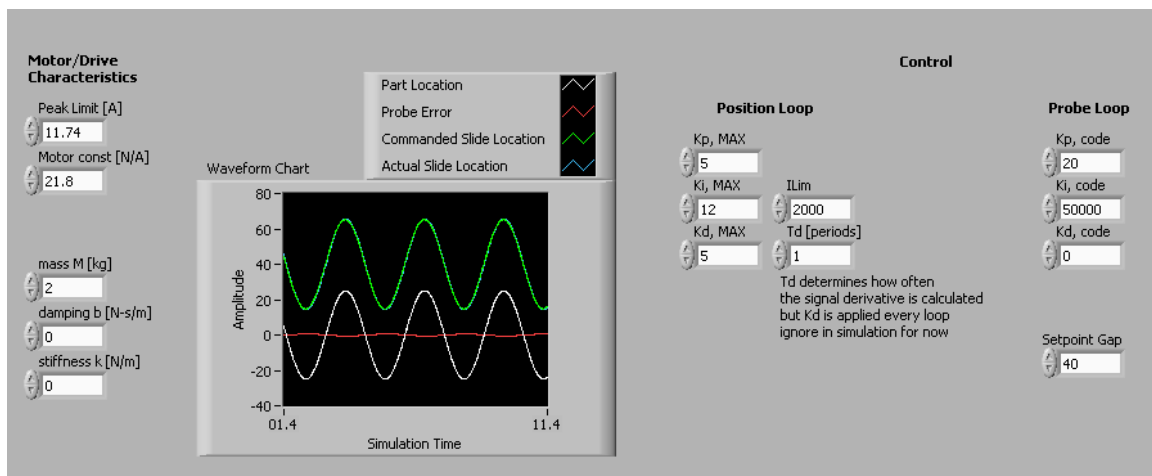 Motor/Drive
Characteristics
Peak Limit [A]
11.74
Motor const [N/A]
21.8
mass M [kg]
2
damping b [N-s/m]
0
stiffness k [N/m]
0
Part Location
Probe Error
Commanded Slide Location
Actual Slide Location
Waveform Chart
80
60
40
20
0
-20
-40
Amplitude
01.4
11.4
Simulation Time
Control
Position Loop
Kp, MAX
5
Ki, MAX
12
Kd, MAX
5
ILim
2000
Td [periods]
1
Td determines how often
the signal derivative is calculated
but Kd is applied every loop
ignore in simulation for now
Probe Loop
Kp, code
20
Ki, code
50000
Kd, code
0
Setpoint Gap
40